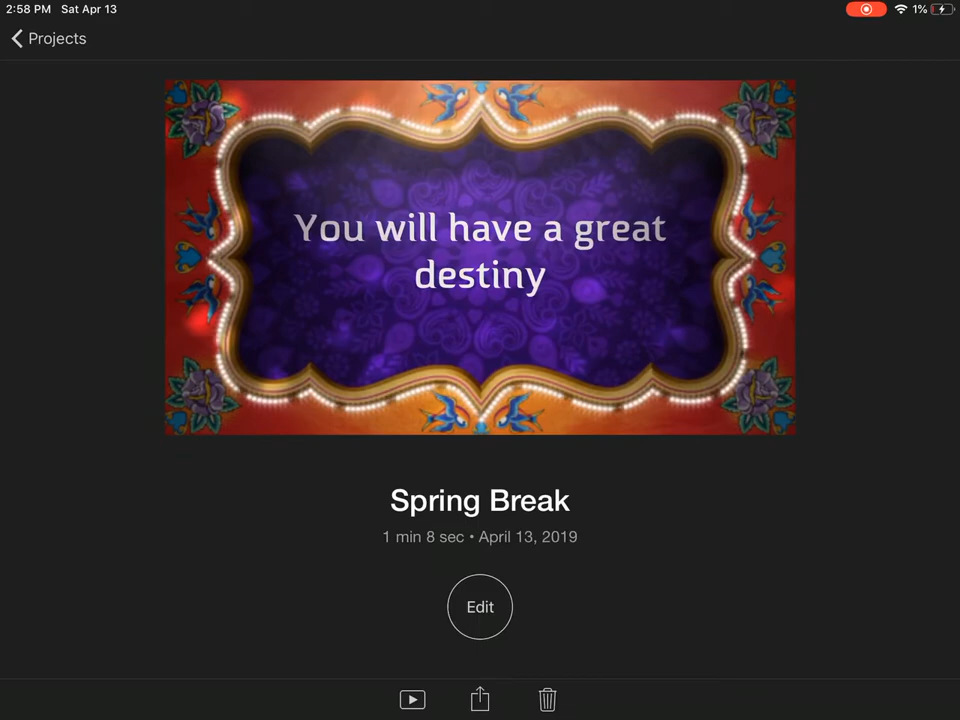 2:58 PM Sat Apr 13
1%
Projects
You will have a great
destiny
Spring Break
1 min 8 sec • April 13, 2019
Edit